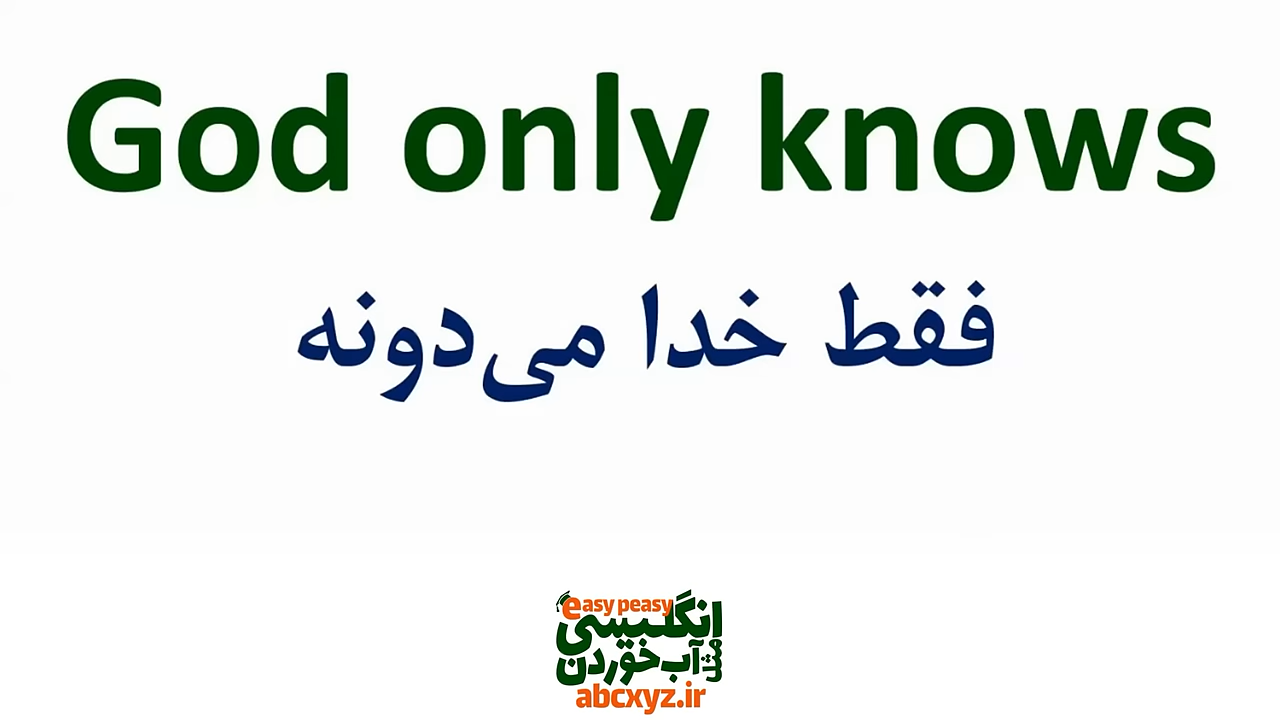 God only knows
فقط خدا می‌دونه
easy peasy
انگلیسی
مثل آب خوردن
abcxyz.ir